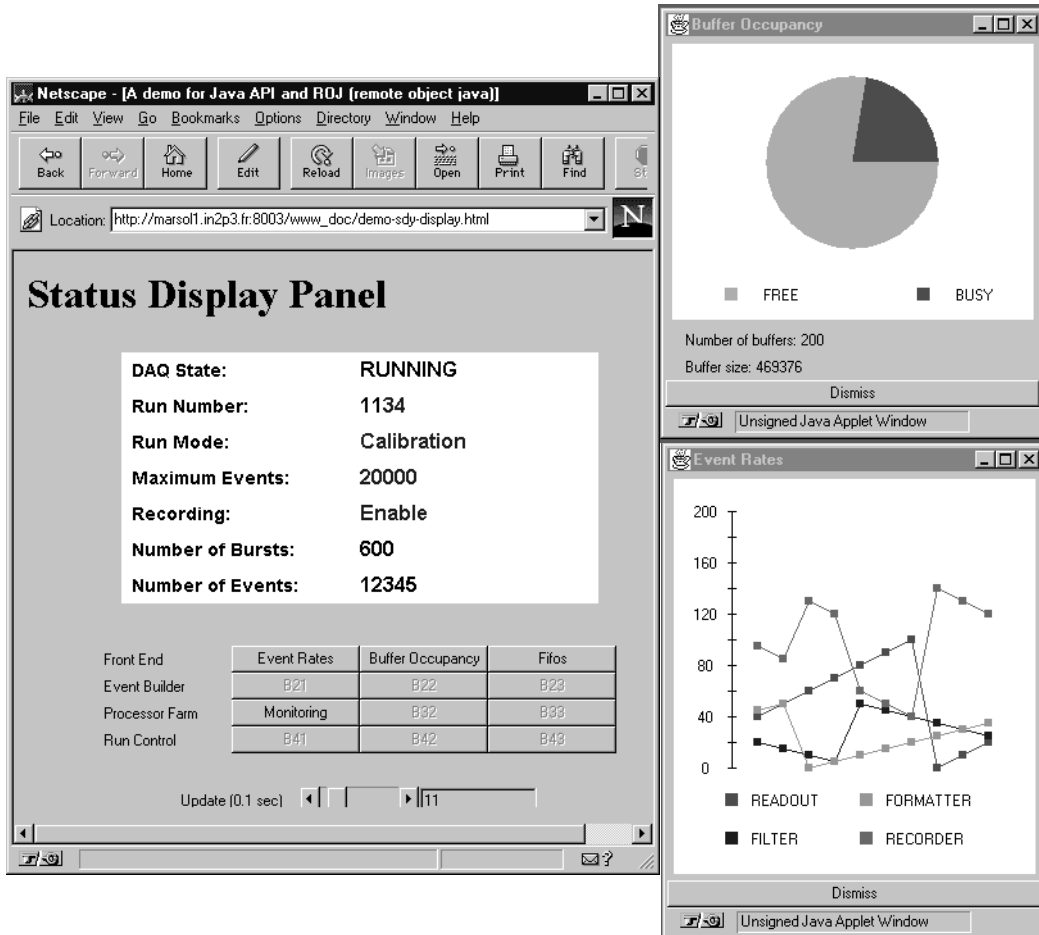 Netscape - [A demo for Java API and ROJ (remote object java)]
File Edit View Go Bookmarks Options Directory Window Help
Back Forward Home Edit Reload Images Open Print Find St
Location: http://marsol1.in2p3.fr:8003/www_doc/demo-sdy-display.html
N
Status Display Panel
DAQ State: RUNNING
Run Number: 1134
Run Mode: Calibration
Maximum Events: 20000
Recording: Enable
Number of Bursts: 600
Number of Events: 12345
Front End Event Rates Buffer Occupancy Fifos
Event Builder B21 B22 B23
Processor Farm Monitoring B32 B33
Run Control B41 B42 B43
Update (0.1 sec) 11
Buffer Occupancy
FREE BUSY
Number of buffers: 200
Buffer size: 469376
Dismiss
Unsigned Java Applet Window
Event Rates
200
160
120
80
40
0
READOUT FORMATTER
FILTER RECORDER
Dismiss
Unsigned Java Applet Window